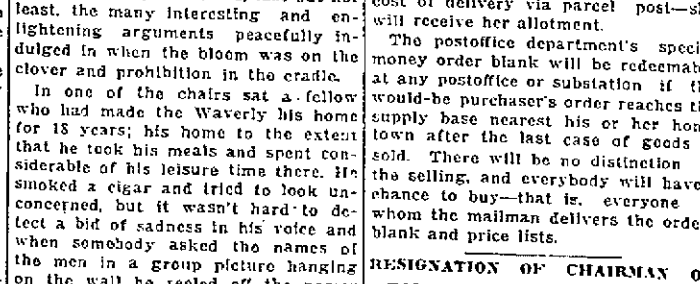 least, the many interesting and en-
lightening arguments peacefully in-
dulged in when the bloom was on the
clover and prohibition in the cradle.
In one of the chairs sat a fellow
who had made the Waverly his home
for 18 years; his home to the extent
that he took his meals and spent con-
siderable of his leisure time there. He
smoked a cigar and tried to look un-
concerned, but it wasn't hard to de-
tect a bid of sadness in his voice and
when somebody asked the names of
the men in a group picture hanging
on the wall he reeled off the
cost of delivery via parcel post—
will receive her allotment.
The postoffice department's
money order blank will be
at any postoffice or substation if
would-be purchaser's order reaches
supply base nearest his or her
town after the last case of goods
sold. There will be no distinction
the selling, and everybody will have
chance to buy—that is, everyone
whom the mailman delivers the
blank and price lists.
RESIGNATION OF CHAIRMAN